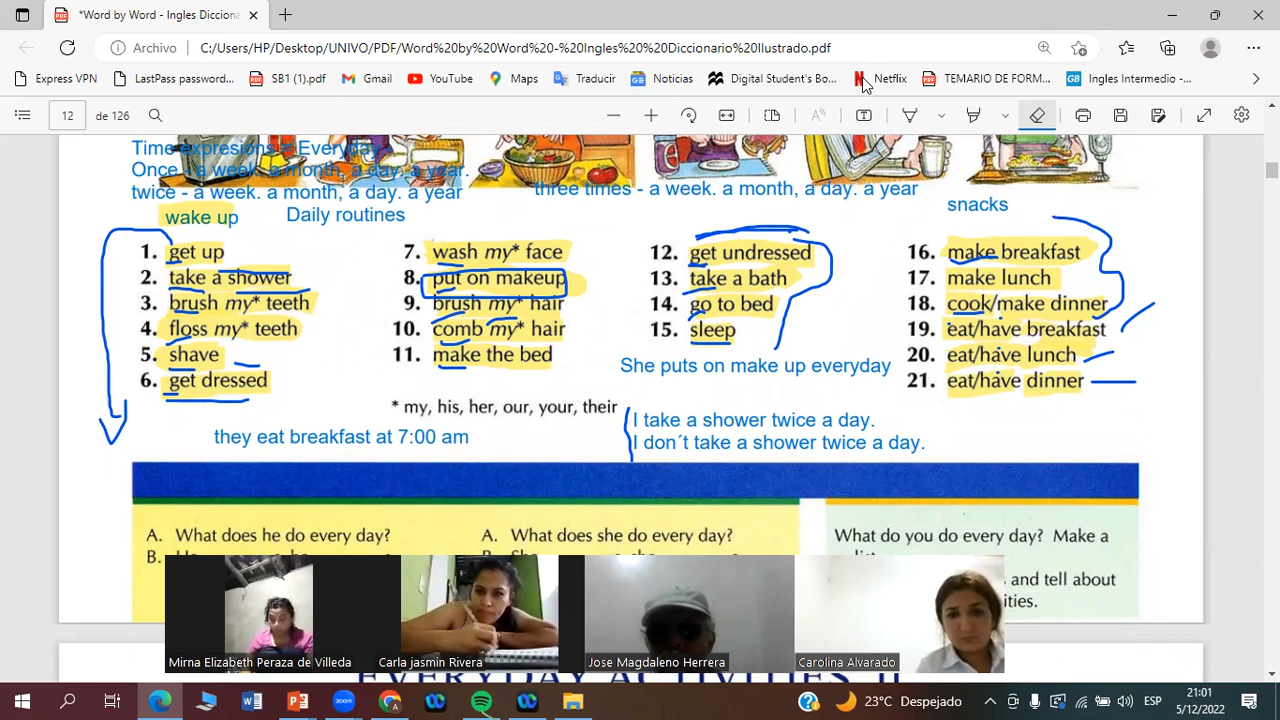 *Word by Word - Ingles Dicciona
Archivo
C:/Users/HP/Desktop/UNIVO/PDF/Word%20by%20Word%20-%20Ingles%20%20Diccionario%20Ilustrado.pdf
Express VPN
LastPass password...
SB1 (1).pdf
Gmail
YouTube
Maps
Traducir
Noticias
Digital Student's Bo...
Netflix
TEMARIO DE FORM...
Ingles Intermedio -...
12 de 126
Time expresions = Everyday -
Once - a week. a month, a day. a year.
twice - a week. a month, a day. a year
three times - a week. a month, a day. a year
wake up
Daily routines
snacks
1. get up
2. take a shower
3. brush my* teeth
4. floss my* teeth
5. shave
6. get dressed
7. wash my* face
8. put on makeup
9. brush my* hair
10. comb my* hair
11. make the bed
* my, his, her, our, your, their
12. get undressed
13. take a bath
14. go to bed
15. sleep
She puts on make up everyday
16. make breakfast
17. make lunch
18. cook/make dinner
19. eat/have breakfast
20. eat/have lunch
21. eat/have dinner
they eat breakfast at 7:00 am
I take a shower twice a day.
I don´t take a shower twice a day.
A. What does he do every day?
B.
A. What does she do every day?
What do you do every day? Make a
and tell about
Mirna Elizabeth Peraza de Villeda
Carla jasmin Rivera
Jose Magdaleno Herrera
Carolina Alvarado
EVERYDAY ACTIVITIES II
23°C Despejado
ESP
21:01
5/12/2022